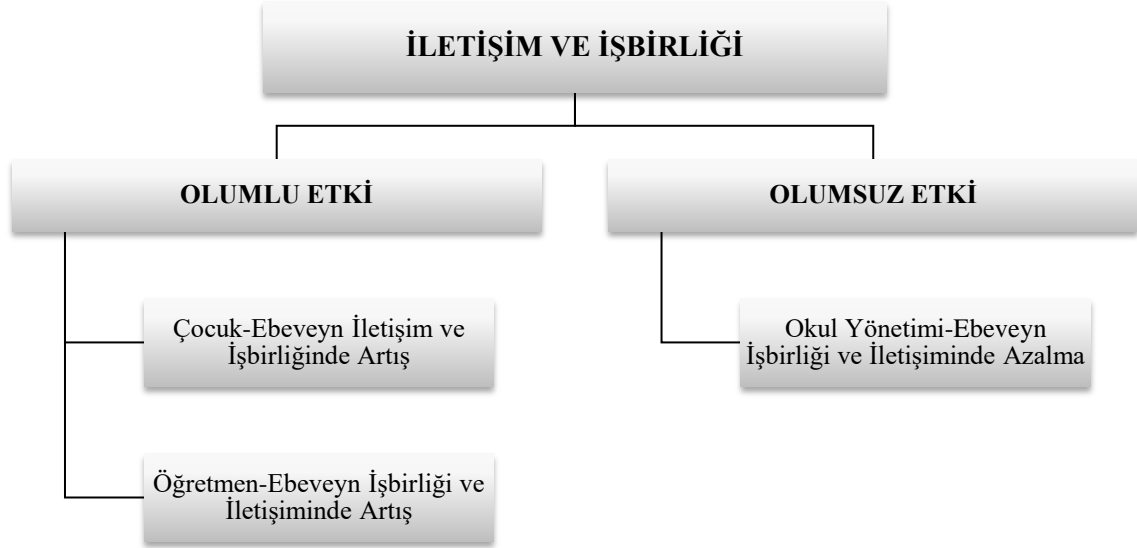 İLETİŞİM VE İŞBİRLİĞİ
OLUMLU ETKİ
OLUMSUZ ETKİ
Çocuk-Ebeveyn İletişim ve
İşbirliğinde Artış
Okul Yönetimi-Ebeveyn
İşbirliği ve İletişiminde Azalma
Öğretmen-Ebeveyn İşbirliği ve
İletişiminde Artış